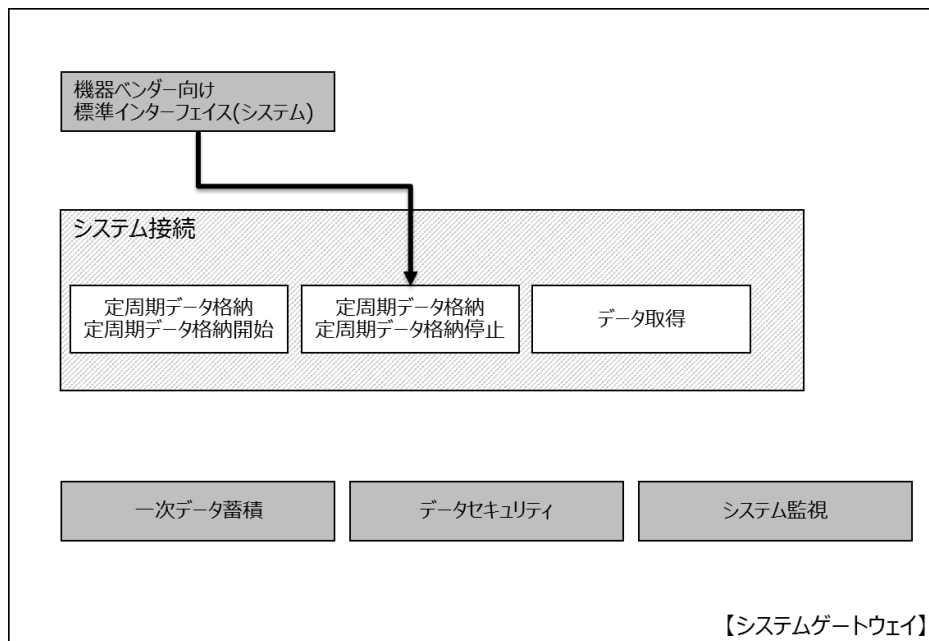 機器ベンダー向け
標準インターフェイス(システム)
システム接続
定周期データ格納
定周期データ格納開始
定周期データ格納
定周期データ格納停止
データ取得
一次データ蓄積
データセキュリティ
システム監視
【システムゲートウェイ】